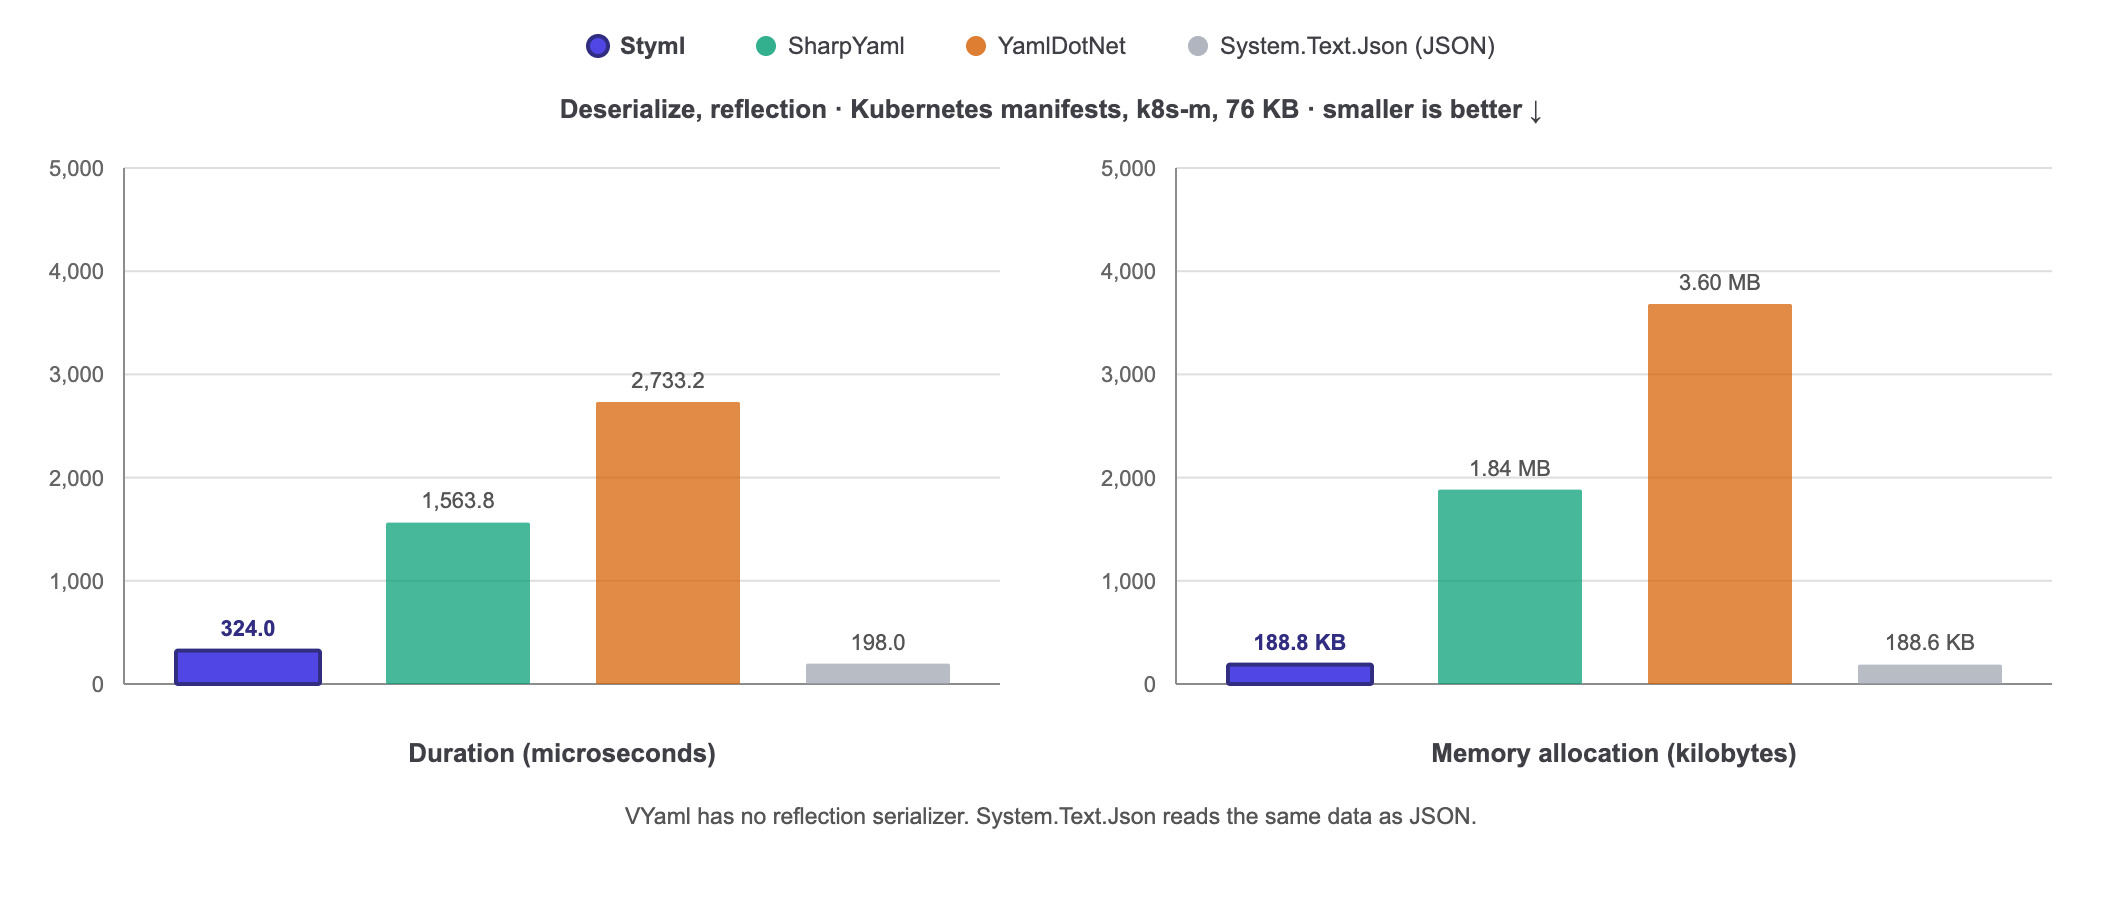 Styml SharpYaml YamlDotNet System.Text.Json (JSON)
Deserialize, reflection · Kubernetes manifests, k8s-m, 76 KB · smaller is better ↓
5,000
4,000
3,000
2,000
1,000
0
324.0
1,563.8
2,733.2
198.0
Duration (microseconds)
5,000
4,000
3,000
2,000
1,000
0
188.8 KB
1.84 MB
3.60 MB
188.6 KB
Memory allocation (kilobytes)
VYaml has no reflection serializer. System.Text.Json reads the same data as JSON.